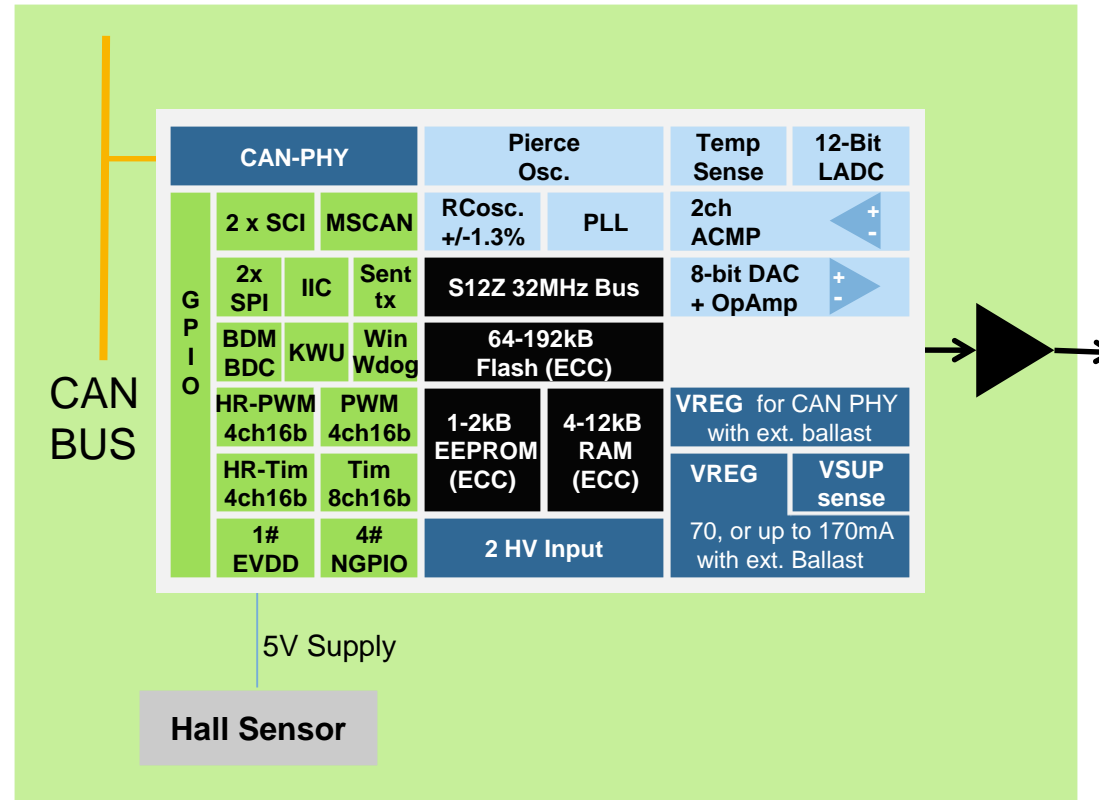 CAN-PHY
Pierce
Osc.
Temp
Sense
12-Bit
LADC
G
P
I
O
2 x SCI
MSCAN
RCosc.
+/-1.3%
PLL
2ch
ACMP
+
-
2x
SPI
IIC
Sent
tx
S12Z 32MHz Bus
8-bit DAC
+ OpAmp
+
-
BDM
BDC
KWU
Win
Wdog
64-192kB
Flash (ECC)
CAN
BUS
HR-PWM
4ch16b
PWM
4ch16b
1-2kB
EEPROM
(ECC)
4-12kB
RAM
(ECC)
VREG for CAN PHY
with ext. ballast
HR-Tim
4ch16b
Tim
8ch16b
VREG
VSUP
sense
1#
EVDD
4#
NGPIO
2 HV Input
70, or up to 170mA
with ext. Ballast
5V Supply
Hall Sensor